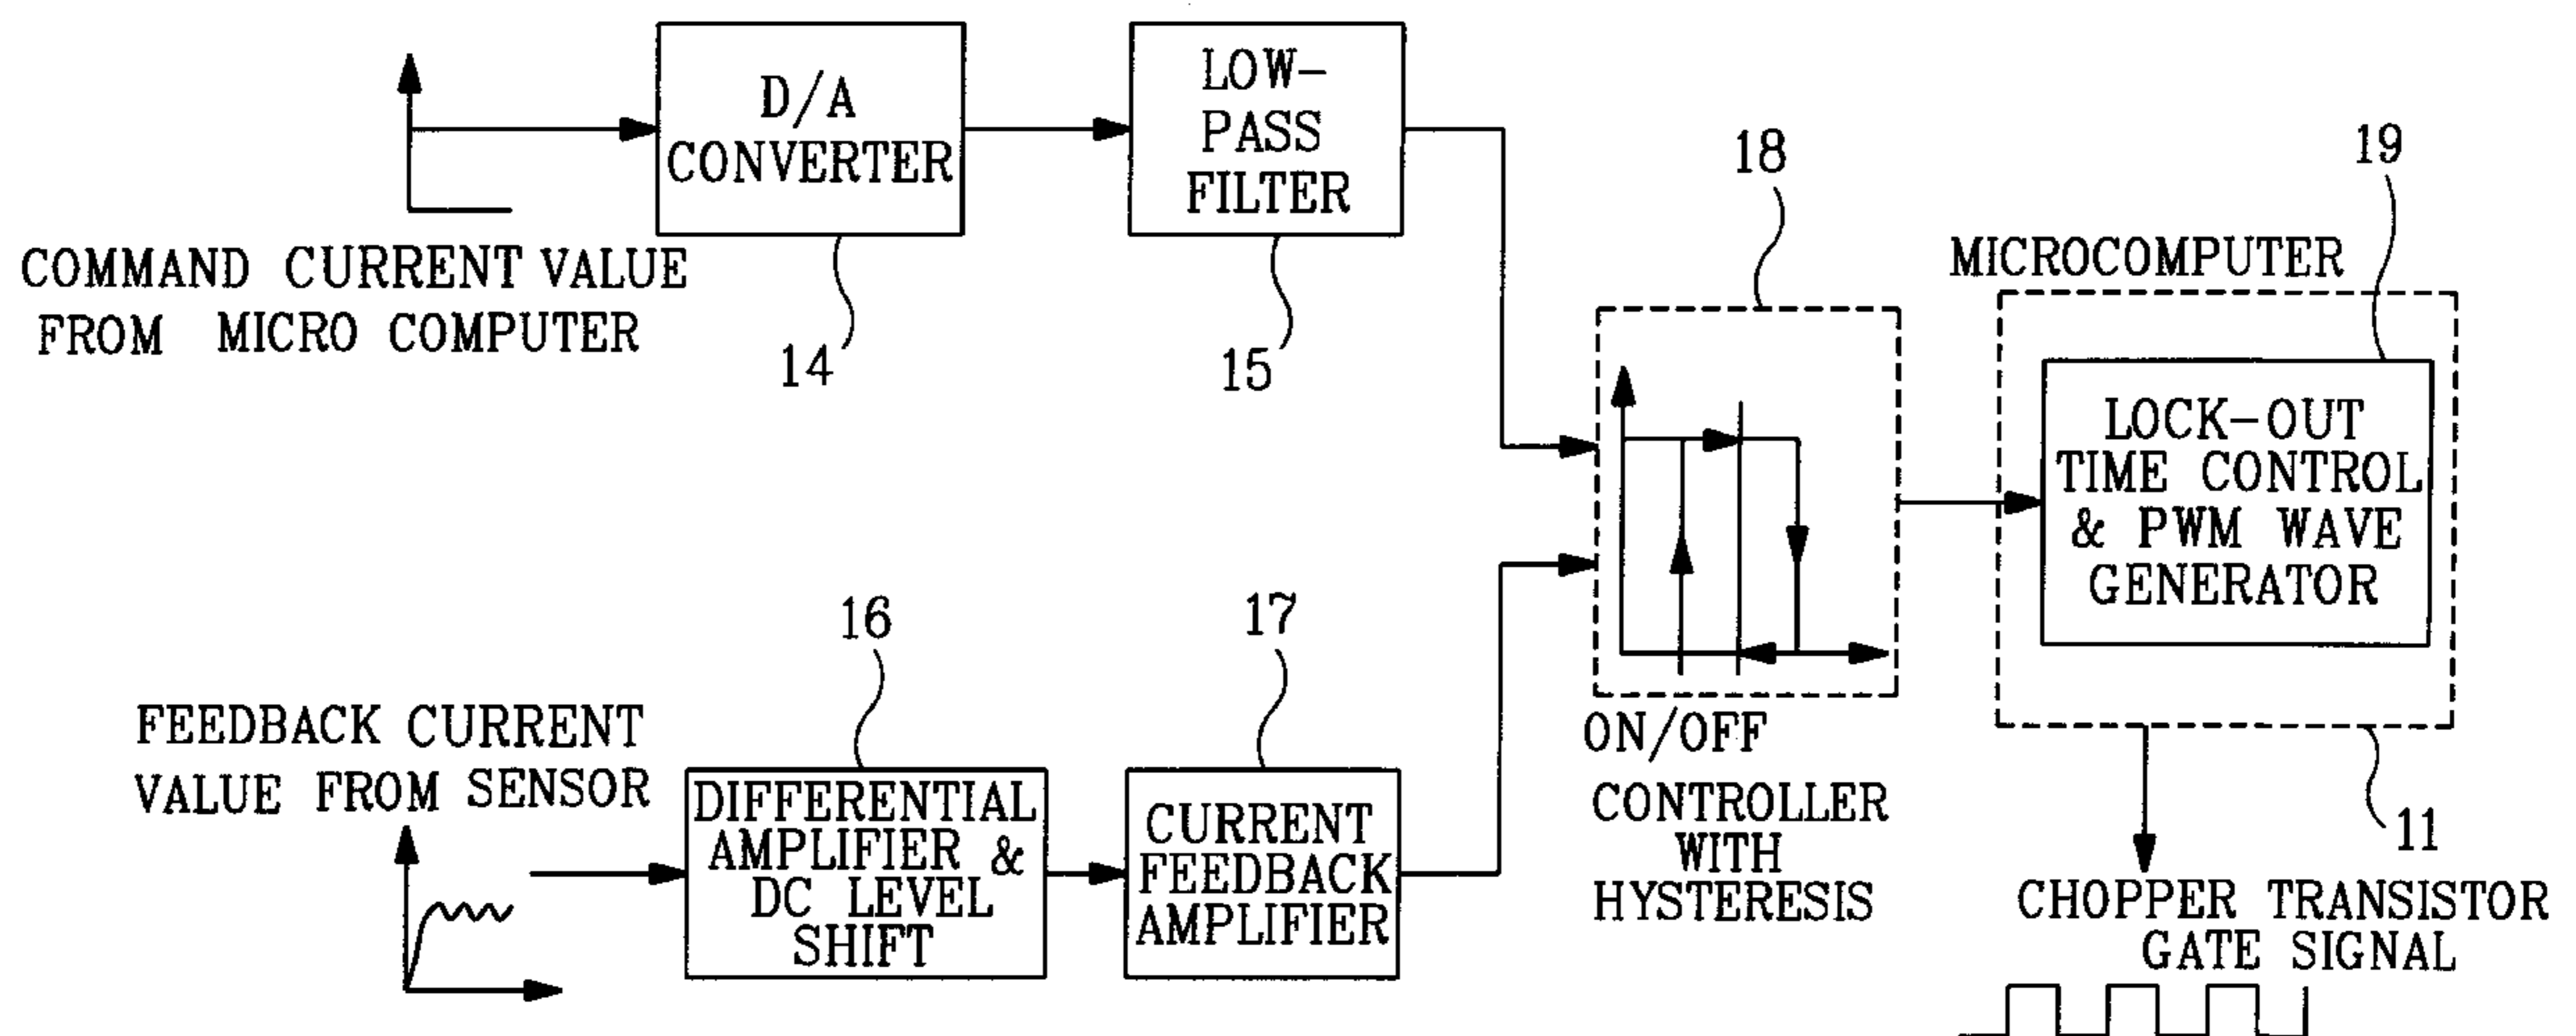 D/A
CONVERTER
LOW-
PASS
FILTER
COMMAND CURRENT VALUE
FROM MICRO COMPUTER
14
15
18
19
MICROCOMPUTER
LOCK-OUT
TIME CONTROL
& PWM WAVE
GENERATOR
16
17
FEEDBACK CURRENT
VALUE FROM SENSOR
DIFFERENTIAL
AMPLIFIER &
DC LEVEL
SHIFT
CURRENT
FEEDBACK
AMPLIFIER
ON/OFF
CONTROLLER
WITH
HYSTERESIS
11
CHOPPER TRANSISTOR
GATE SIGNAL